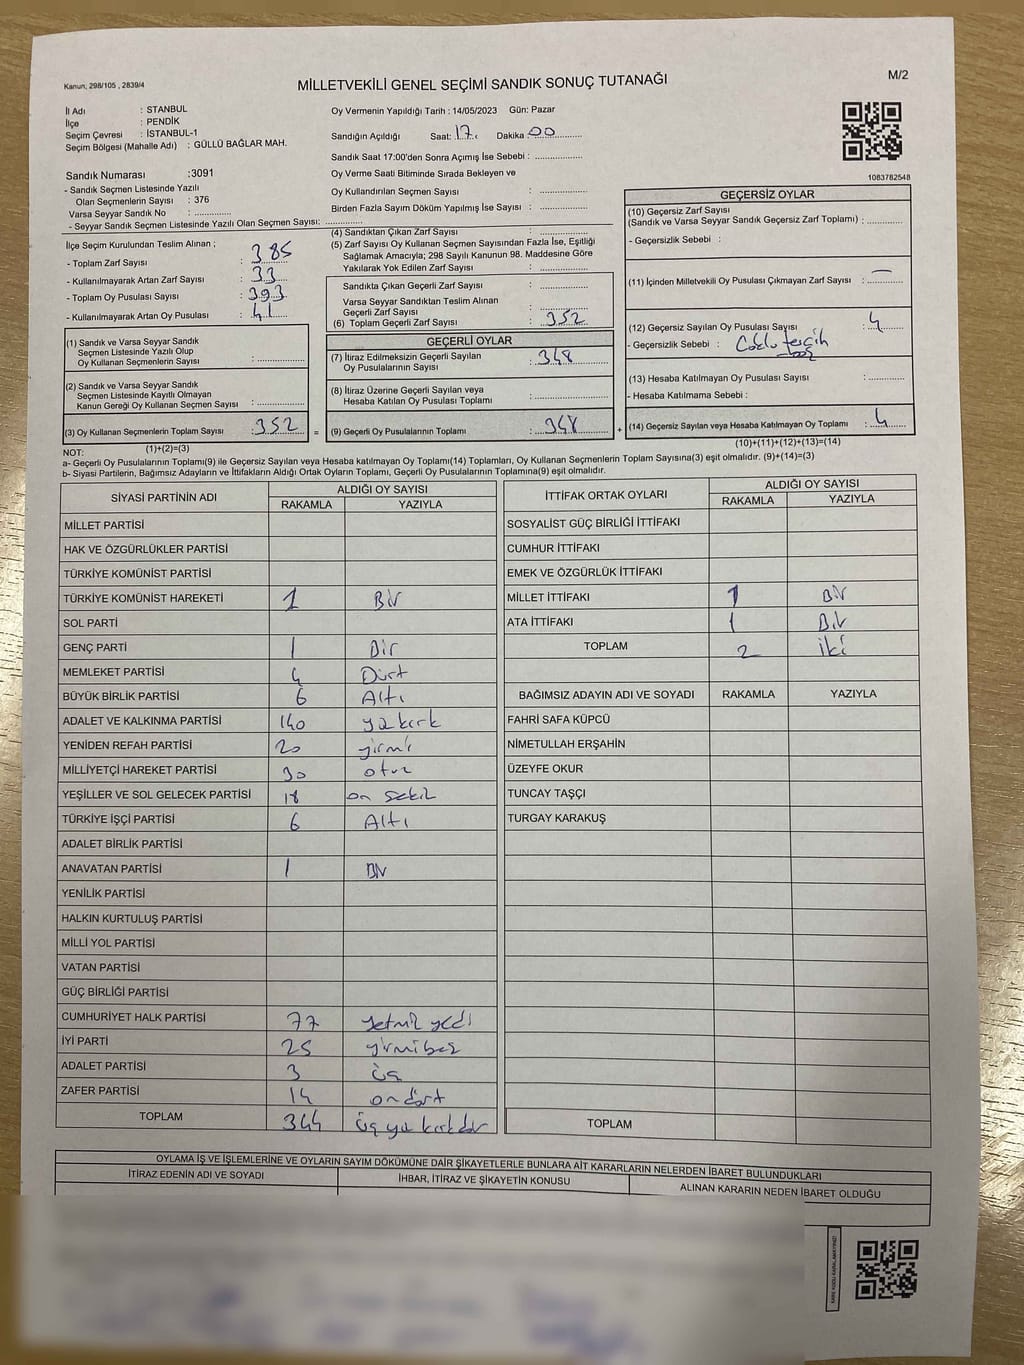 Kanun; 298/105 , 2839/4
MİLLETVEKİLİ GENEL SEÇİMİ SANDIK SONUÇ TUTANAĞI
M/2
İl Adı : STANBUL
İlçe : PENDİK
Seçim Çevresi : İSTANBUL-1
Seçim Bölgesi (Mahalle Adı) : GÜLLÜ BAĞLAR MAH.
Oy Vermenin Yapıldığı Tarih : 14/05/2023 Gün: Pazar
Sandığın Açıldığı Saat: 17 Dakika 00
Sandık Saat 17:00'den Sonra Açımış İse Sebebi :
Oy Verme Saati Bitiminde Sırada Bekleyen ve
Oy Kullandırılan Seçmen Sayısı :
Birden Fazla Sayım Döküm Yapılmış İse Sayısı :
1083782548
Sandık Numarası :3091
- Sandık Seçmen Listesinde Yazılı
Olan Seçmenlerin Sayısı : 376
Varsa Seyyar Sandık No :
- Seyyar Sandık Seçmen Listesinde Yazılı Olan Seçmen Sayısı:
İlçe Seçim Kurulundan Teslim Alınan ;
- Toplam Zarf Sayısı : 385
- Kullanılmayarak Artan Zarf Sayısı : 33
- Toplam Oy Pusulası Sayısı : 393
- Kullanılmayarak Artan Oy Pusulası : 41
(1) Sandık ve Varsa Seyyar Sandık
Seçmen Listesinde Yazılı Olup
Oy Kullanan Seçmenlerin Sayısı :
(2) Sandık ve Varsa Seyyar Sandık
Seçmen Listesinde Kayıtlı Olmayan
Kanun Gereği Oy Kullanan Seçmen Sayısı :
(3) Oy Kullanan Seçmenlerin Toplam Sayısı : 352
(1)+(2)=(3)
(4) Sandıktan Çıkan Zarf Sayısı :
(5) Zarf Sayısı Oy Kullanan Seçmen Sayısından Fazla İse, Eşitliği
Sağlamak Amacıyla; 298 Sayılı Kanunun 98. Maddesine Göre
Yakılarak Yok Edilen Zarf Sayısı :
Sandıkta Çıkan Geçerli Zarf Sayısı :
Varsa Seyyar Sandıktan Teslim Alınan
Geçerli Zarf Sayısı :
(6) Toplam Geçerli Zarf Sayısı : 352
GEÇERLİ OYLAR
(7) İtiraz Edilmeksizin Geçerli Sayılan
Oy Pusulalarının Sayısı : 348
(8) İtiraz Üzerine Geçerli Sayılan veya
Hesaba Katılan Oy Pusulası Toplamı :
= (9) Geçerli Oy Pusulalarının Toplamı : 348
GEÇERSİZ OYLAR
(10) Geçersiz Zarf Sayısı
(Sandık ve Varsa Seyyar Sandık Geçersiz Zarf Toplamı) :
- Geçersizlik Sebebi :
(11) İçinden Milletvekili Oy Pusulası Çıkmayan Zarf Sayısı : —
(12) Geçersiz Sayılan Oy Pusulası Sayısı : 4
- Geçersizlik Sebebi : tercih
(13) Hesaba Katılmayan Oy Pusulası Sayısı :
- Hesaba Katılmama Sebebi :
+ (14) Geçersiz Sayılan veya Hesaba Katılmayan Oy Toplamı : 4
(10)+(11)+(12)+(13)=(14)
NOT:
a- Geçerli Oy Pusulalarının Toplamı(9) ile Geçersiz Sayılan veya Hesaba katılmayan Oy Toplamı(14) Toplamları, Oy Kullanan Seçmenlerin Toplam Sayısına(3) eşit olmalıdır. (9)+(14)=(3)
b- Siyasi Partilerin, Bağımsız Adayların ve İttifakların Aldığı Ortak Oyların Toplamı, Geçerli Oy Pusulalarının Toplamına(9) eşit olmalıdır.
SİYASİ PARTİNİN ADI
ALDIĞI OY SAYISI
RAKAMLA YAZIYLA
MİLLET PARTİSİ
HAK VE ÖZGÜRLÜKLER PARTİSİ
TÜRKİYE KOMÜNİST PARTİSİ
TÜRKİYE KOMÜNİST HAREKETİ 1 Bir
SOL PARTİ
GENÇ PARTİ 1 Bir
MEMLEKET PARTİSİ 4 Dört
BÜYÜK BİRLİK PARTİSİ 6 Altı
ADALET VE KALKINMA PARTİSİ 140 yüzkırk
YENİDEN REFAH PARTİSİ 20 yirmi
MİLLİYETÇİ HAREKET PARTİSİ 30 otuz
YEŞİLLER VE SOL GELECEK PARTİSİ 18 on sekiz
TÜRKİYE İŞÇİ PARTİSİ 6 Altı
ADALET BİRLİK PARTİSİ
ANAVATAN PARTİSİ 1 Bir
YENİLİK PARTİSİ
HALKIN KURTULUŞ PARTİSİ
MİLLİ YOL PARTİSİ
VATAN PARTİSİ
GÜÇ BİRLİĞİ PARTİSİ
CUMHURİYET HALK PARTİSİ 77 yetmiş yedi
İYİ PARTİ 25 yirmibeş
ADALET PARTİSİ 3 üç
ZAFER PARTİSİ 14 ondört
TOPLAM 344 üç yüz kırkdör
İTTİFAK ORTAK OYLARI
ALDIĞI OY SAYISI
RAKAMLA YAZIYLA
SOSYALİST GÜÇ BİRLİĞİ İTTİFAKI
CUMHUR İTTİFAKI
EMEK VE ÖZGÜRLÜK İTTİFAKI
MİLLET İTTİFAKI 1 Bir
ATA İTTİFAKI 1 Bir
TOPLAM 2 iki
BAĞIMSIZ ADAYIN ADI VE SOYADI RAKAMLA YAZIYLA
FAHRİ SAFA KÜPCÜ
NİMETULLAH ERŞAHİN
ÜZEYFE OKUR
TUNCAY TAŞÇI
TURGAY KARAKUŞ
TOPLAM
OYLAMA İŞ VE İŞLEMLERİNE VE OYLARIN SAYIM DÖKÜMÜNE DAİR ŞİKAYETLERLE BUNLARA AİT KARARLARIN NELERDEN İBARET BULUNDUKLARI
İTİRAZ EDENİN ADI VE SOYADI İHBAR, İTİRAZ VE ŞİKAYETİN KONUSU ALINAN KARARIN NEDEN İBARET OLDUĞU